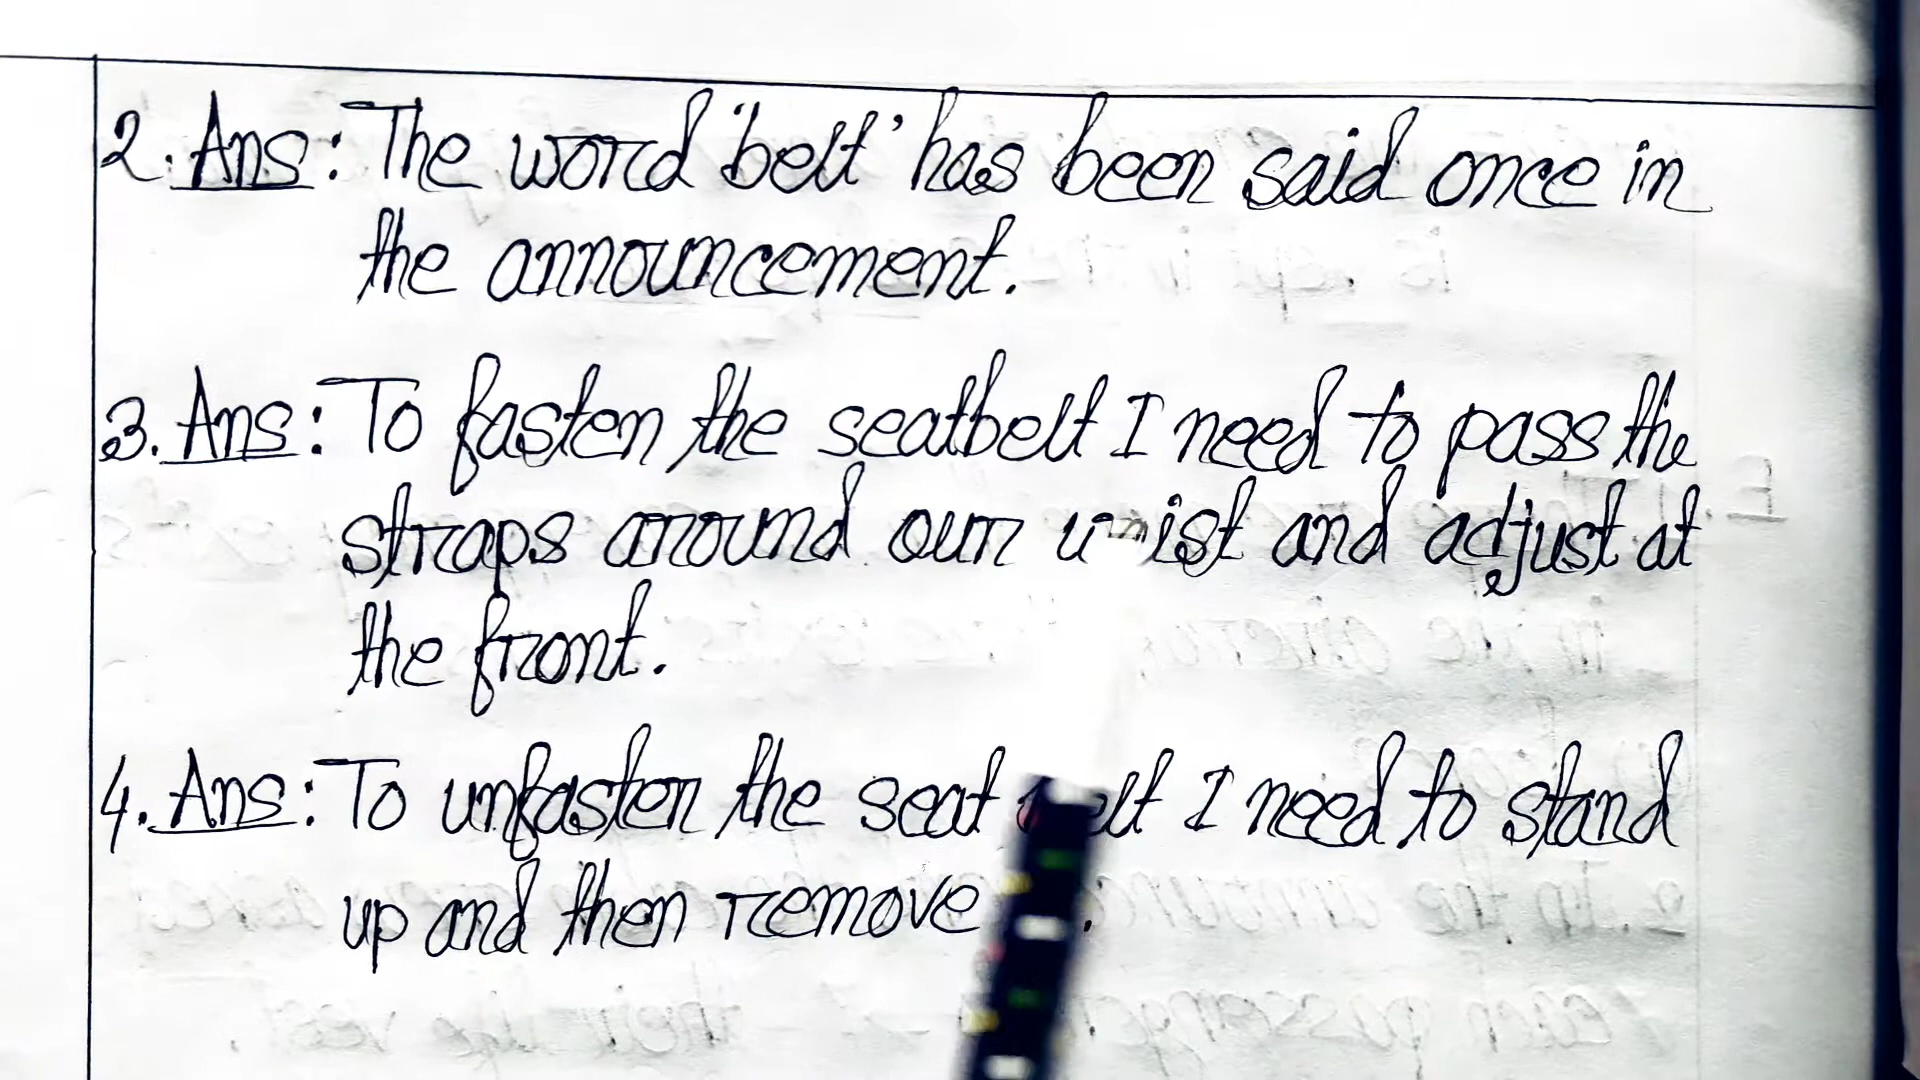 2. Ans: The word 'belt' has been said once in
the announcement.
3. Ans: To fasten the seatbelt I need to pass the
straps around our waist and adjust at
the front.
4. Ans: To unfasten the seat belt I need to stand
up and then remove